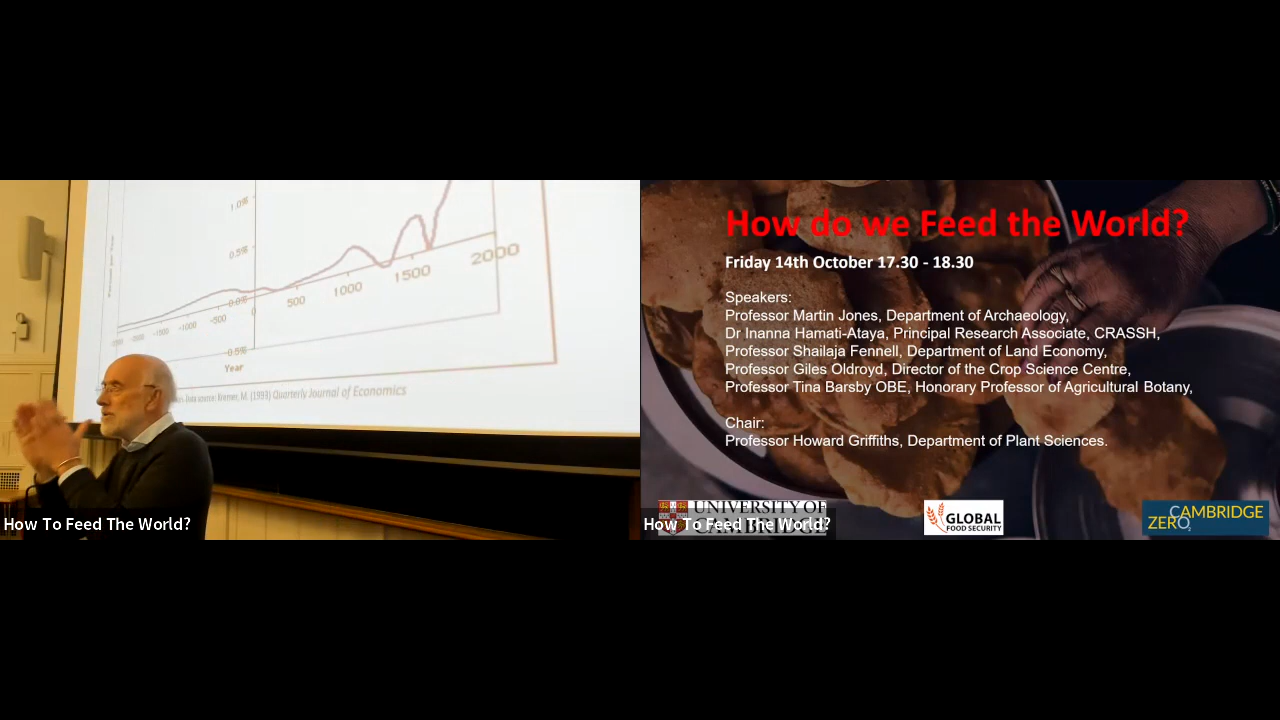 1.0%
0.5%
0.0%
-0.5%
-1500
-1000
-500
0
500
1000
1500
2000
Year
Data source: Kremer, M. (1993) Quarterly Journal of Economics
How To Feed The World?
How do we Feed the World?
Friday 14th October 17.30 - 18.30
Speakers:
Professor Martin Jones, Department of Archaeology,
Dr Inanna Hamati-Ataya, Principal Research Associate, CRASSH,
Professor Shailaja Fennell, Department of Land Economy,
Professor Giles Oldroyd, Director of the Crop Science Centre,
Professor Tina Barsby OBE, Honorary Professor of Agricultural Botany,
Chair:
Professor Howard Griffiths, Department of Plant Sciences.
UNIVERSITY OF
CAMBRIDGE
How To Feed The World?
GLOBAL
FOOD SECURITY
CAMBRIDGE
ZERO